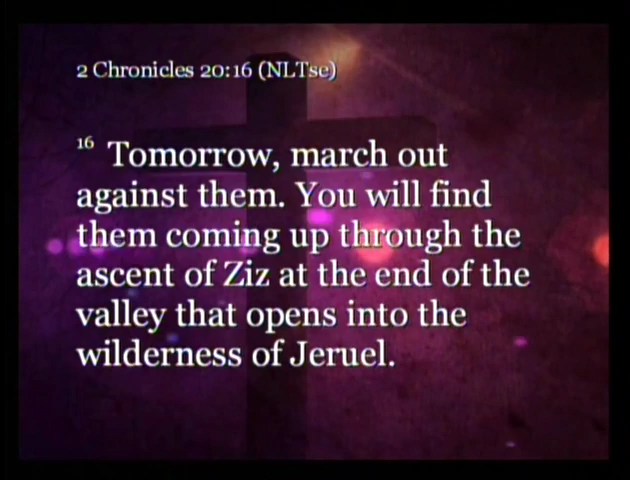 2 Chronicles 20:16 (NLTse)
16 Tomorrow, march out
against them. You will find
them coming up through the
ascent of Ziz at the end of the
valley that opens into the
wilderness of Jeruel.